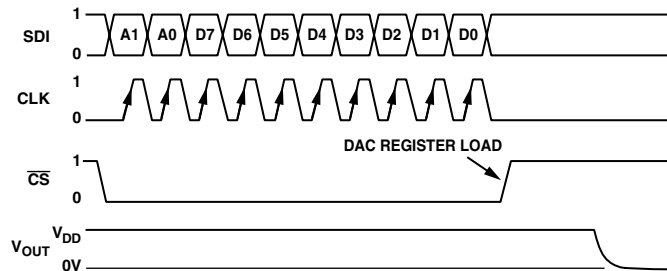 SDI
1
0
A1 A0 D7 D6 D5 D4 D3 D2 D1 D0
CLK
1
0
DAC REGISTER LOAD
CS
1
0
VOUT
VDD
0V